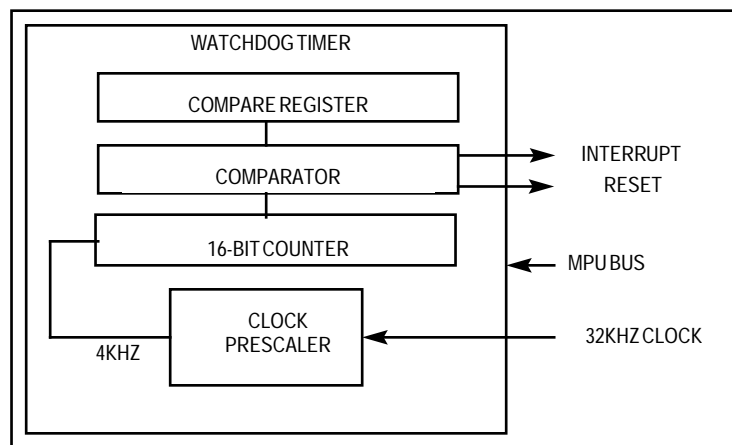 WATCHDOG TIMER
COMPARE REGISTER
COMPARATOR
INTERRUPT
RESET
16-BIT COUNTER
MPU BUS
CLOCK
PRESCALER
4KHZ
32KHZ CLOCK